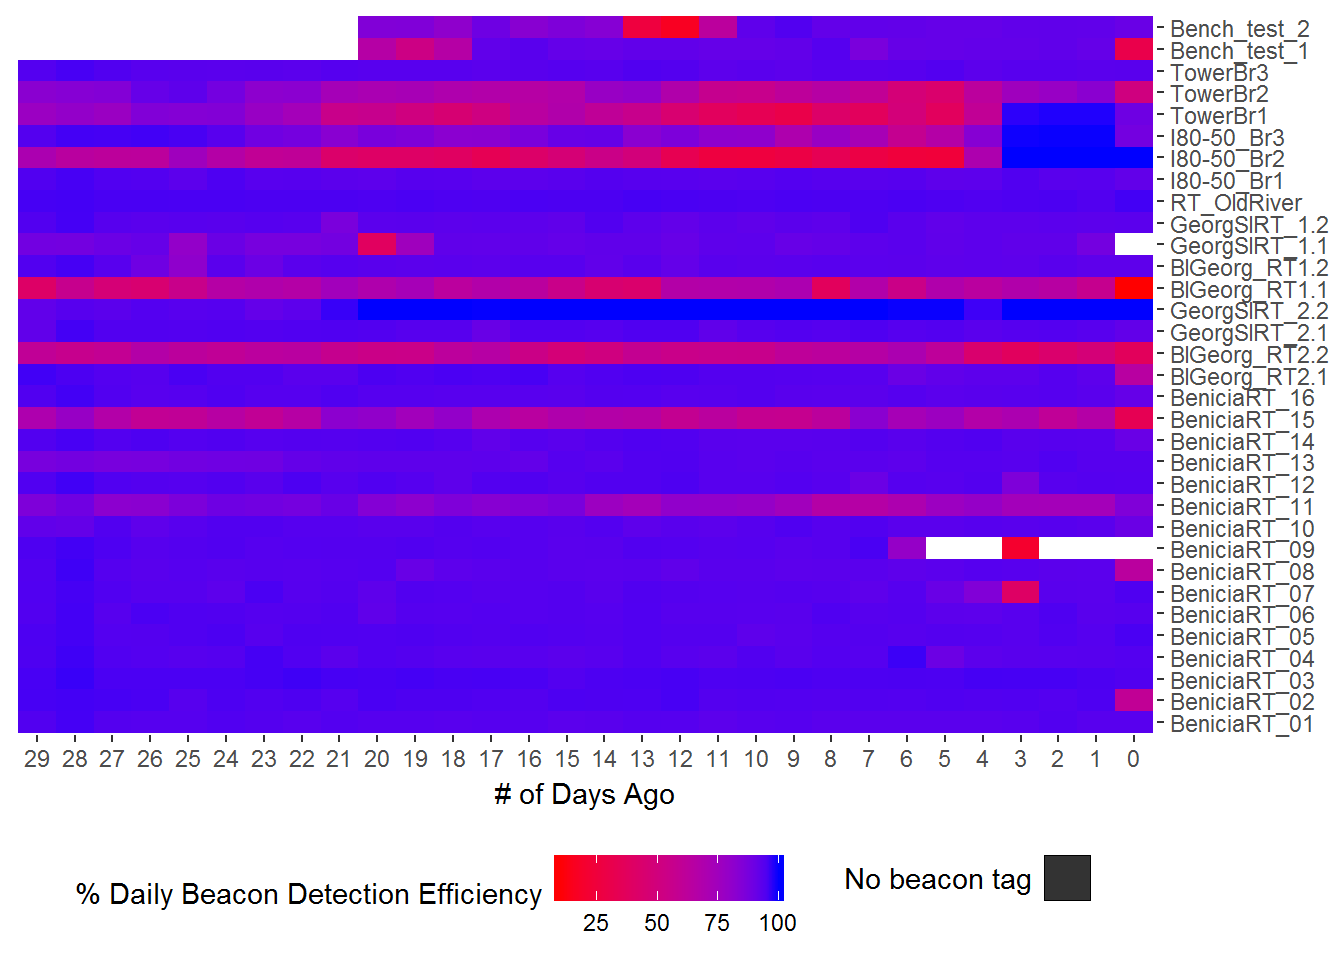 Bench_test_2
Bench_test_1
TowerBr3
TowerBr2
TowerBr1
I80-50_Br3
I80-50_Br2
I80-50_Br1
RT_OldRiver
GeorgSlRT_1.2
GeorgSlRT_1.1
BlGeorg_RT1.2
BlGeorg_RT1.1
GeorgSlRT_2.2
GeorgSlRT_2.1
BlGeorg_RT2.2
BlGeorg_RT2.1
BeniciaRT_16
BeniciaRT_15
BeniciaRT_14
BeniciaRT_13
BeniciaRT_12
BeniciaRT_11
BeniciaRT_10
BeniciaRT_09
BeniciaRT_08
BeniciaRT_07
BeniciaRT_06
BeniciaRT_05
BeniciaRT_04
BeniciaRT_03
BeniciaRT_02
BeniciaRT_01
29 28 27 26 25 24 23 22 21 20 19 18 17 16 15 14 13 12 11 10 9 8 7 6 5 4 3 2 1 0
# of Days Ago
% Daily Beacon Detection Efficiency
25 50 75 100
No beacon tag